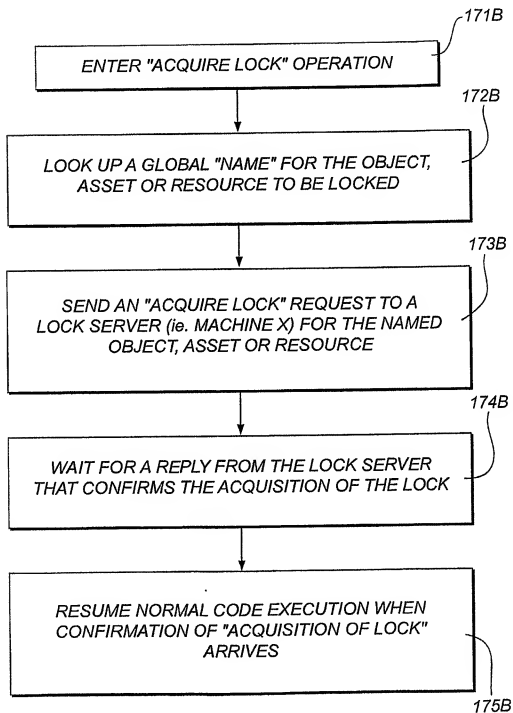 171B
ENTER "ACQUIRE LOCK" OPERATION
172B
LOOK UP A GLOBAL "NAME" FOR THE OBJECT,
ASSET OR RESOURCE TO BE LOCKED
173B
SEND AN "ACQUIRE LOCK" REQUEST TO A
LOCK SERVER (ie. MACHINE X) FOR THE NAMED
OBJECT, ASSET OR RESOURCE
174B
WAIT FOR A REPLY FROM THE LOCK SERVER
THAT CONFIRMS THE ACQUISITION OF THE LOCK
RESUME NORMAL CODE EXECUTION WHEN
CONFIRMATION OF "ACQUISITION OF LOCK"
ARRIVES
175B